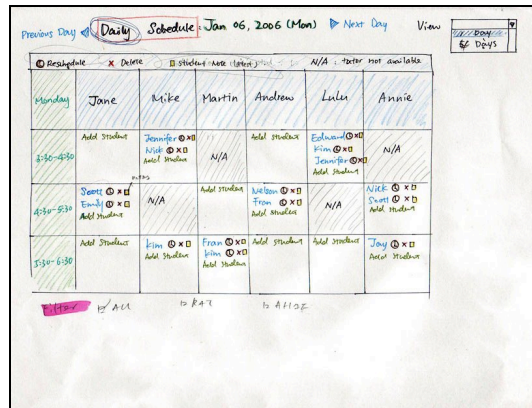 Previous Day Daily Schedule: Jan 06, 2006 (Mon) Next Day View Day
6 Days
Reschedule x Delete Student Note (Latest) N/A : tutor not available
Monday Jane Mike Martin Andrew Lulu Annie
3:30-4:30 Add Student Jennifer x N/A Add Student Edward x N/A
Nick x Kim x
Add Student Jennifer x
Add Student
4:30-5:30 Scott x N/A Add Student Nelson x N/A Nick x
Emily x Fran x Scott x
Add Student Add Student Add Student
5:30-6:30 Add Student Kim x Fran x Add Student Add Student Jay x
Add Student Kim x Add Student
Add Student
Filter All